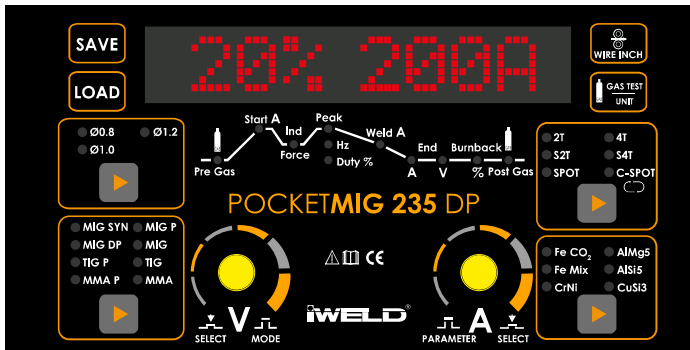 SAVE
20% 200A
WIRE INCH
LOAD
GAS TEST
UNIT
Ø0.8 Ø1.2
Ø1.0
Start A
Ind
Force
Peak
Hz
Duty %
Weld A
End
A V
Burnback
%
Pre Gas
Post Gas
2T 4T
S2T S4T
SPOT C-SPOT
POCKETMIG 235 DP
MIG SYN MIG P
MIG DP MIG
TIG P TIG
MMA P MMA
CE
Fe CO₂ AlMg5
Fe Mix AlSi5
CrNi CuSi3
SELECT V MODE
iWELD®
PARAMETER A SELECT